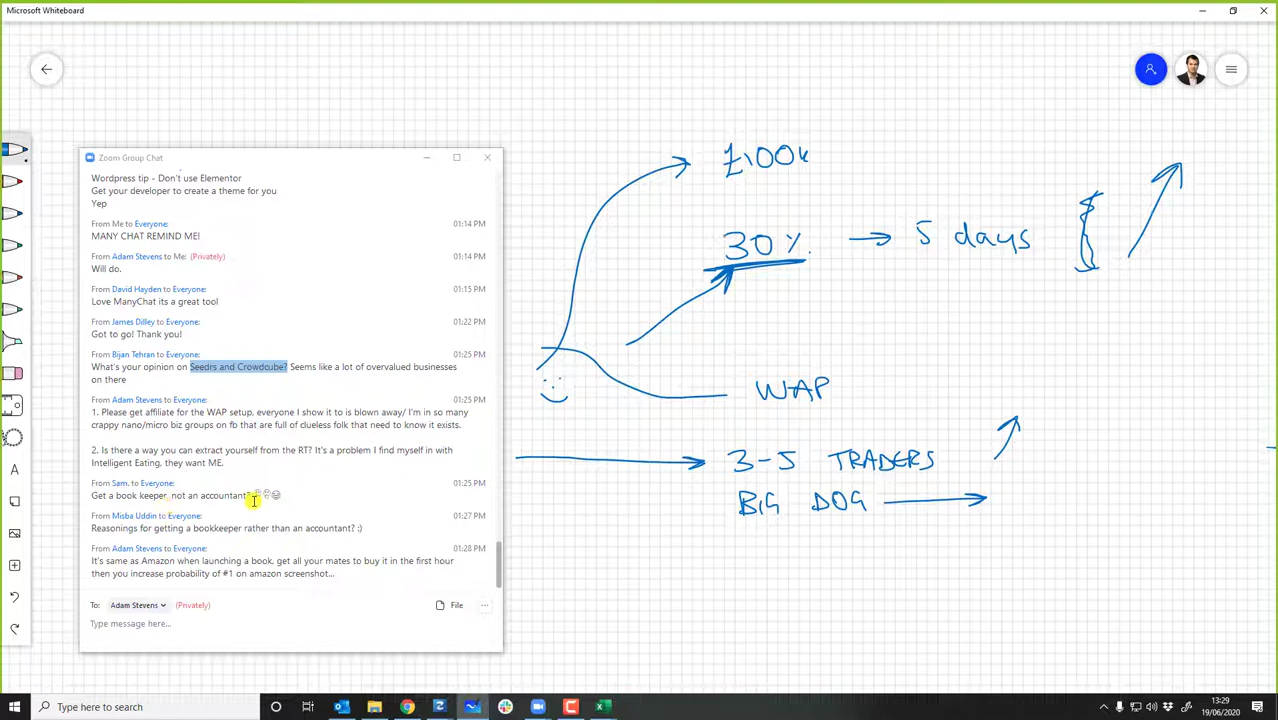 Microsoft Whiteboard
Zoom Group Chat
Wordpress tip - Don't use Elementor
Get your developer to create a theme for you
Yep
From Me to Everyone: 01:14 PM
MANY CHAT REMIND ME!
From Adam Stevens to Me: (Privately) 01:14 PM
Will do.
From David Hayden to Everyone: 01:15 PM
Love ManyChat its a great tool
From James Dilley to Everyone: 01:22 PM
Got to go! Thank you!
From Bijan Tehran to Everyone: 01:25 PM
What's your opinion on Seedrs and Crowdcube? Seems like a lot of overvalued businesses
on there
From Adam Stevens to Everyone: 01:25 PM
1. Please get affiliate for the WAP setup, everyone I show it to is blown away/ I'm in so many
crappy nano/micro biz groups on fb that are full of clueless folk that need to know it exists.
2. Is there a way you can extract yourself from the RT? It's a problem I find myself in with
Intelligent Eating, they want ME.
From Sam. to Everyone: 01:25 PM
Get a book keeper not an accountant?
From Misba Uddin to Everyone: 01:27 PM
Reasonings for getting a bookkeeper rather than an accountant? ;)
From Adam Stevens to Everyone: 01:28 PM
It's same as Amazon when launching a book, get all your mates to buy it in the first hour
then you increase probability of #1 on amazon screenshot...
To: Adam Stevens (Privately) File
Type message here...
£100k
30% → 5 days
WAP
3-5 TRADERS
BIG DOG
Type here to search
13:29
19/06/2020